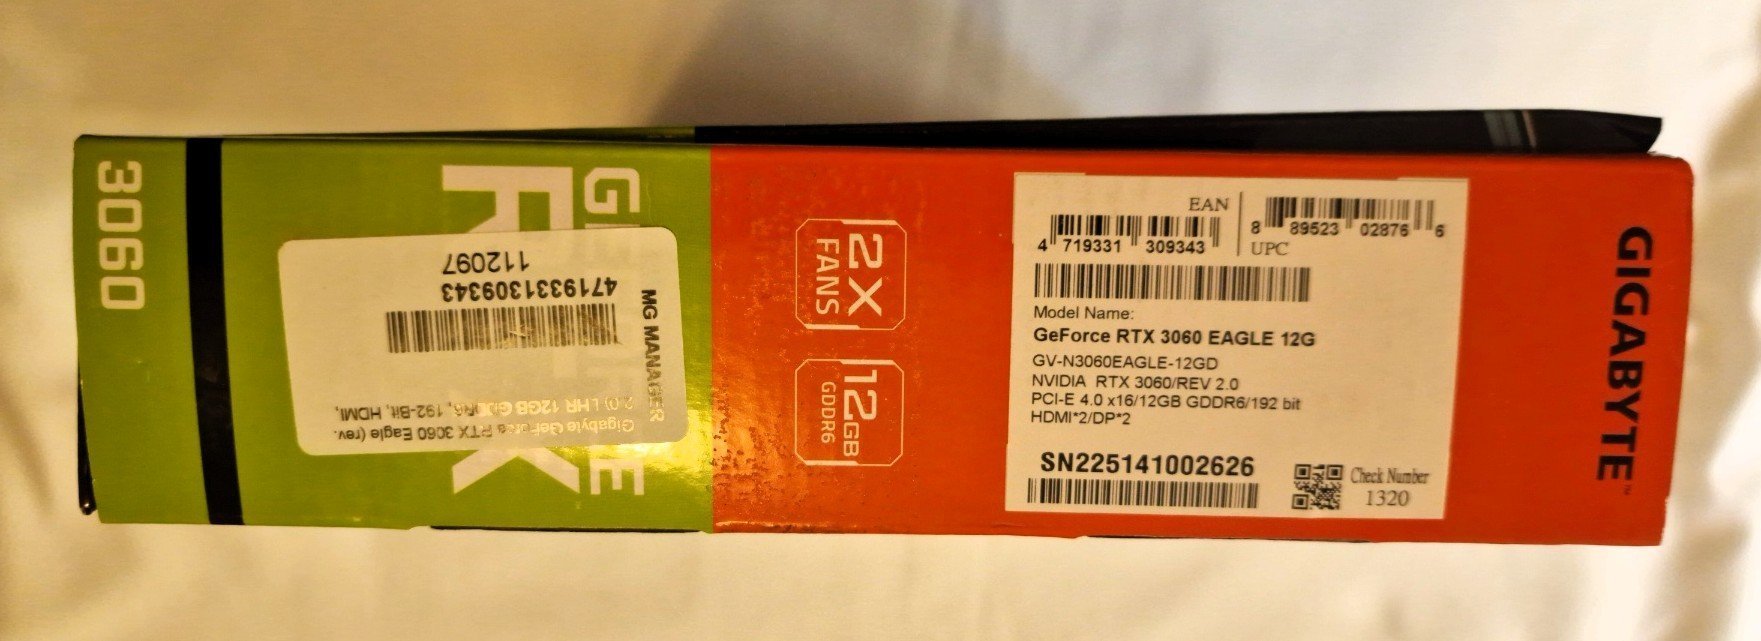 3060
GEFORCE
RTX
MG MANAGER
Gigabyte GeForce RTX 3060 Eagle (rev.
2.0) LHR 12GB GDDR6, 192-Bit, HDMI,
4719331309343
112097
2X
FANS
12GB
GDDR6
EAN
4 719331 309343
8 89523 02876 6
UPC
Model Name:
GeForce RTX 3060 EAGLE 12G
GV-N3060EAGLE-12GD
NVIDIA RTX 3060/REV 2.0
PCI-E 4.0 x16/12GB GDDR6/192 bit
HDMI*2/DP*2
SN225141002626
Check Number
1320
GIGABYTE™